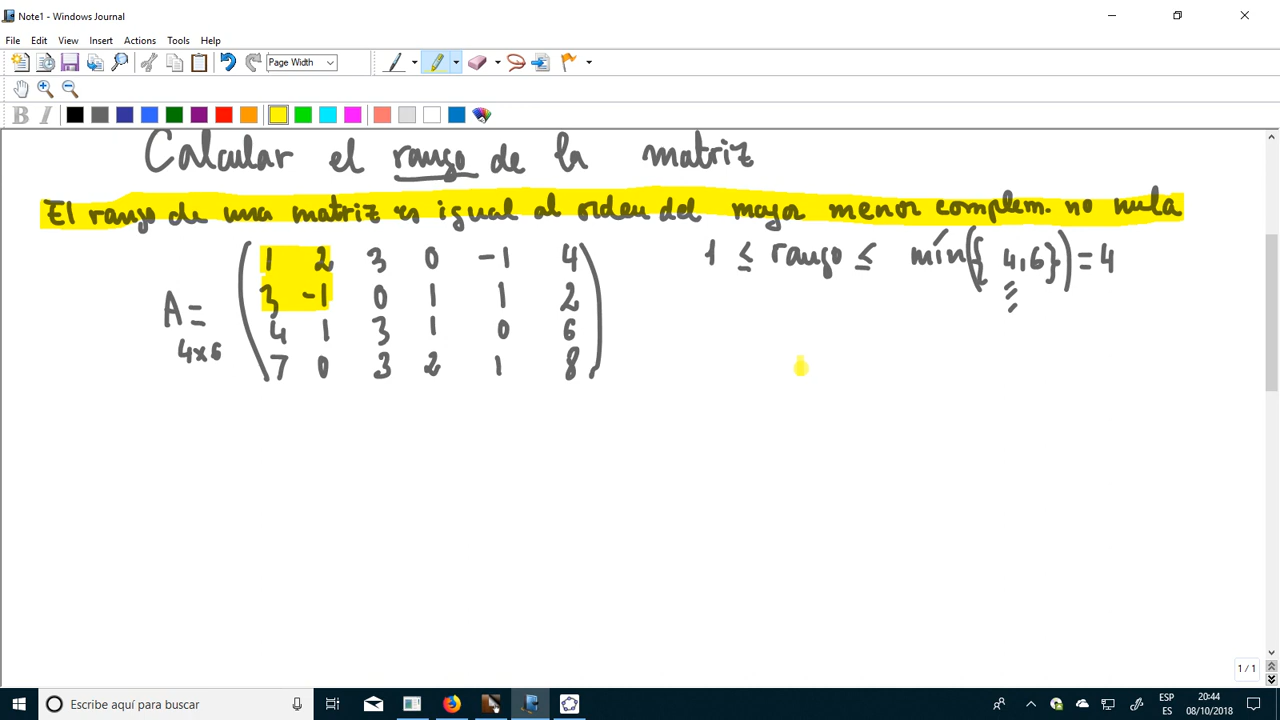 Note1 - Windows Journal
File Edit View Insert Actions Tools Help
Page Width
B I
Calcular el rango de la matriz
El rango de una matriz es igual al orden del mayor menor complem. no nula
1 ≤ rango ≤ mín({4,6}) = 4
A = 4x6
1 2 3 0 -1 4
3 -1 0 1 1 2
4 1 3 1 0 6
7 0 3 2 1 8
1 / 1
Escribe aquí para buscar
ESP 20:44
ES 08/10/2018